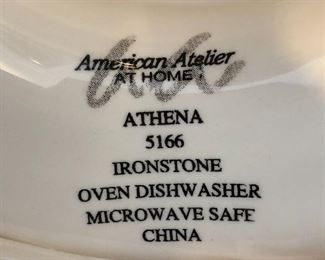 American Atelier
AT HOME
ATHENA
5166
IRONSTONE
OVEN DISHWASHER
MICROWAVE SAFE
CHINA